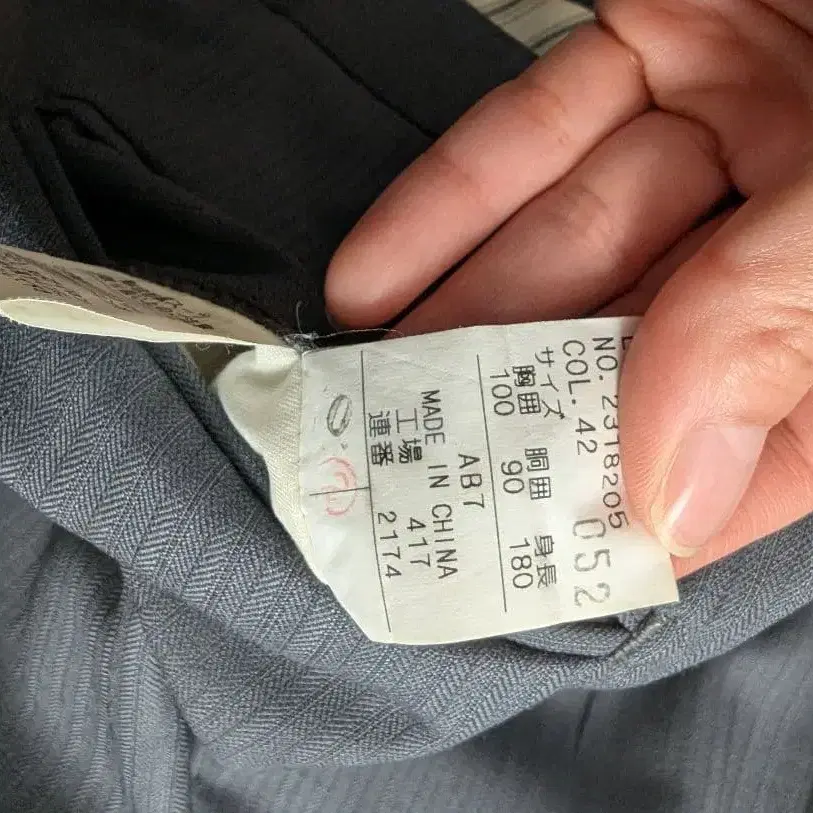 NO. 2318205
COL. 42 052
サイズ
胸囲 胴囲 身長
100 90 180
AB7
MADE IN CHINA
工場 417
連番 2174